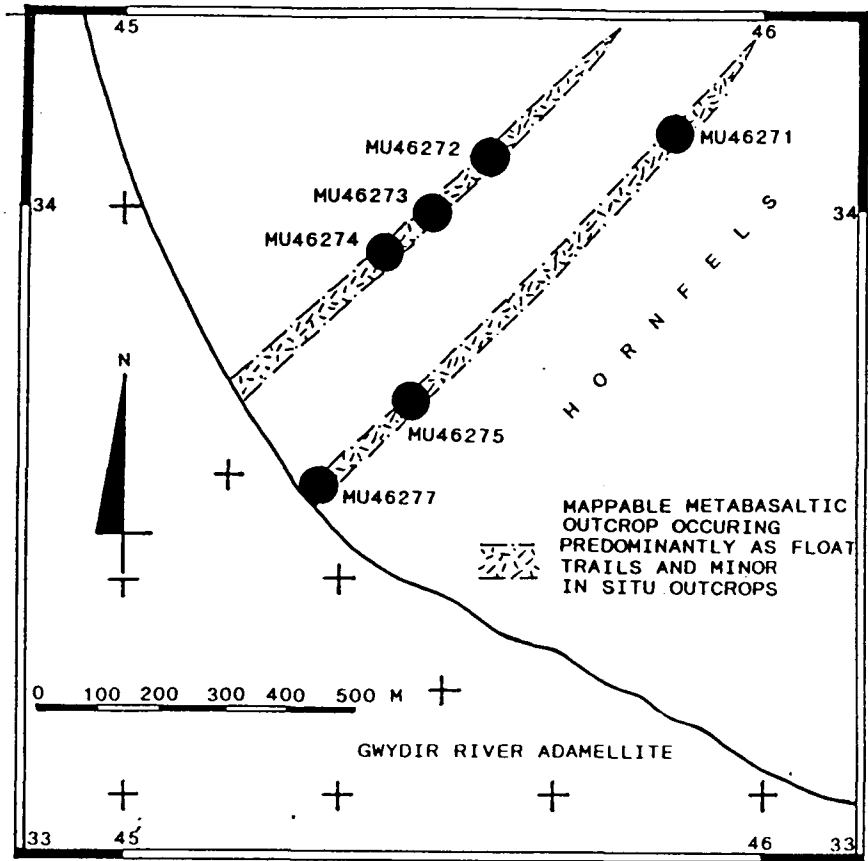 45
46
MU46272
MU46271
MU46273
34
34
MU46274
HORNFELS
N
MU46275
MU46277
MAPPABLE METABASALTIC
OUTCROP OCCURING
PREDOMINANTLY AS FLOAT
TRAILS AND MINOR
IN SITU OUTCROPS
0 100 200 300 400 500 M
GWYDIR RIVER ADAMELLITE
33
45
46
33